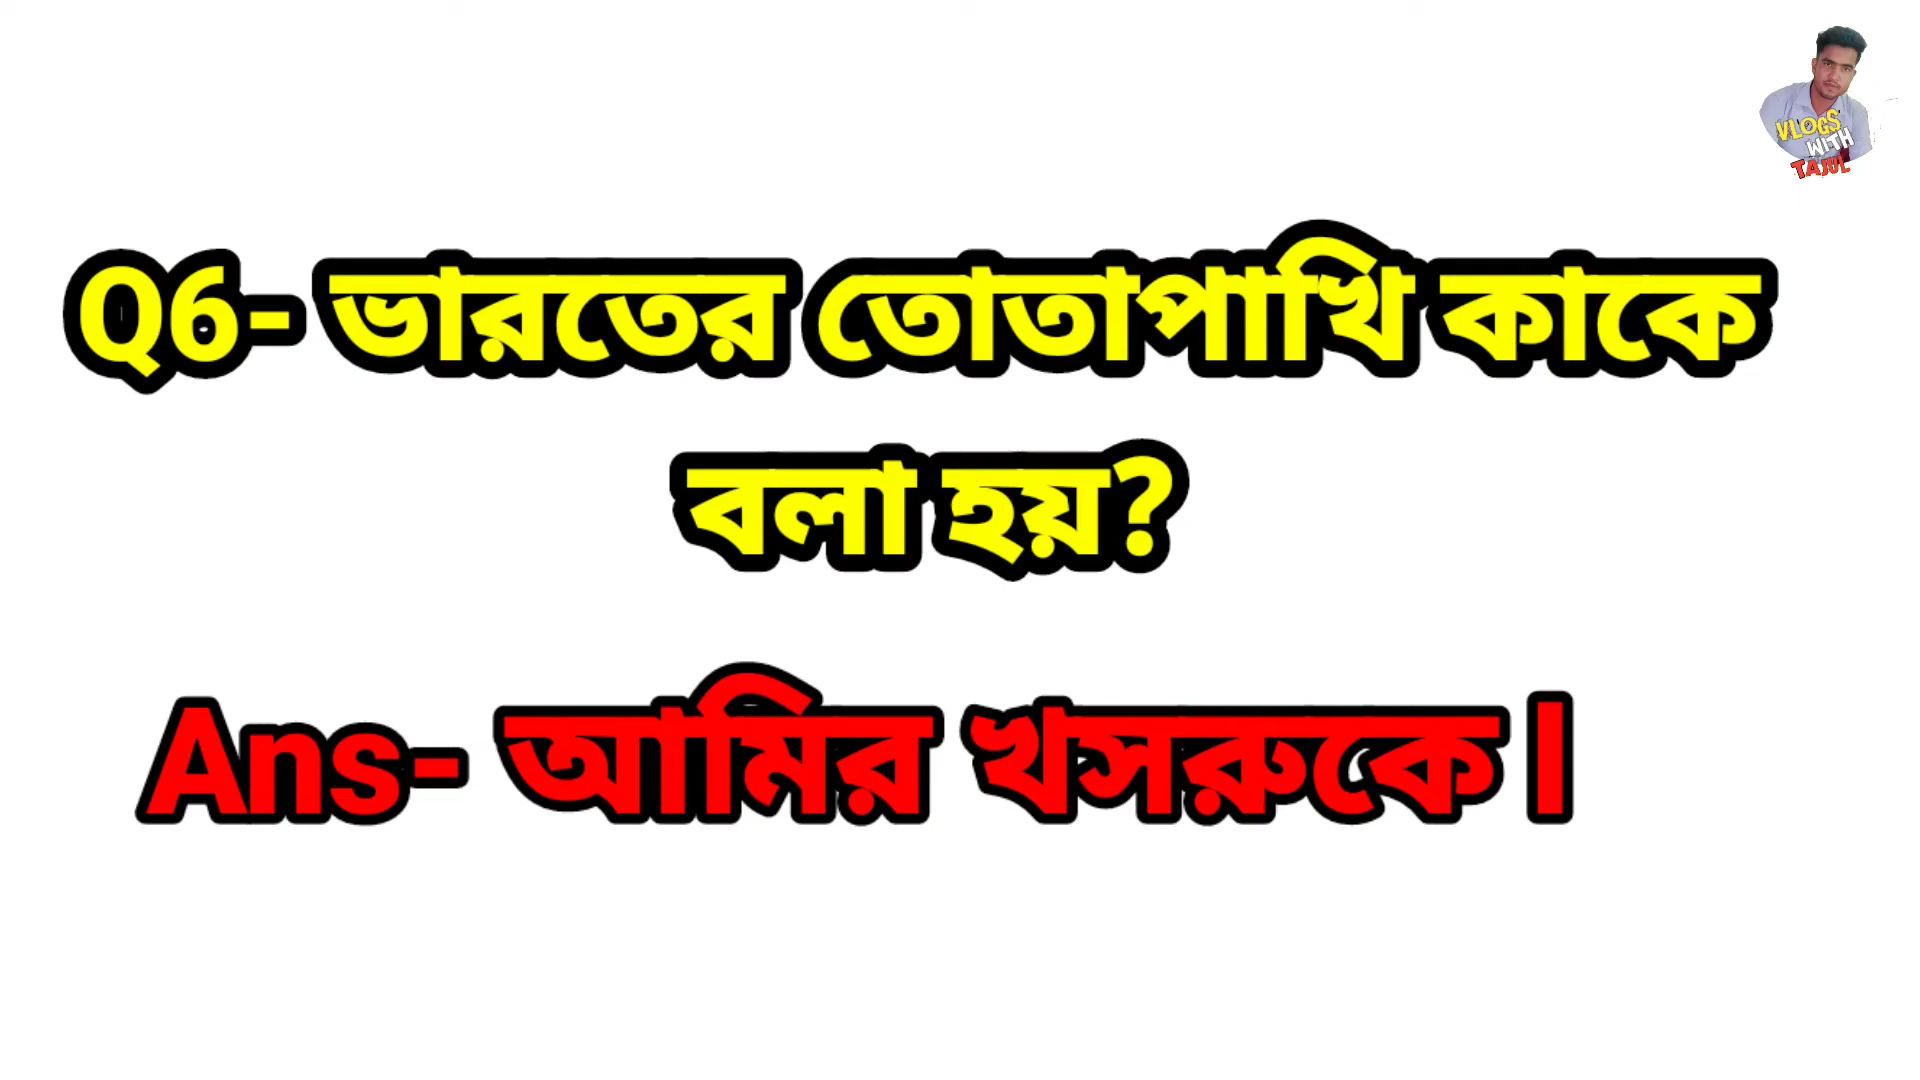 VLOGS
WITH
TAJUL
Q6- ভারতের তোতাপাখি কাকে
বলা হয়?
Ans- আমির খসরুকে।